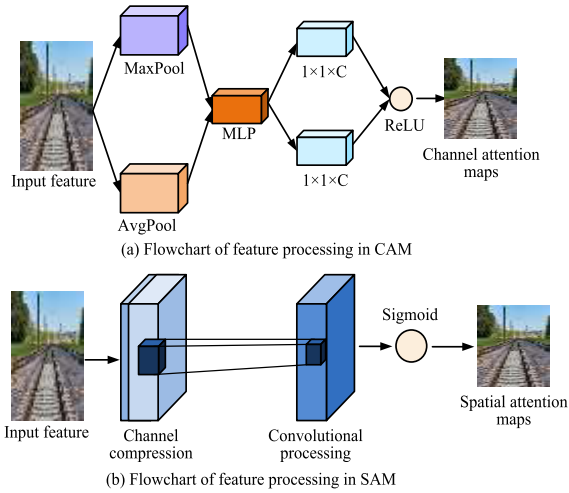 MaxPool
1×1×C
MLP
ReLU
Input feature
Channel attention
maps
1×1×C
AvgPool
(a) Flowchart of feature processing in CAM
Sigmoid
Spatial attention
maps
Input feature
Channel
compression
Convolutional
processing
(b) Flowchart of feature processing in SAM